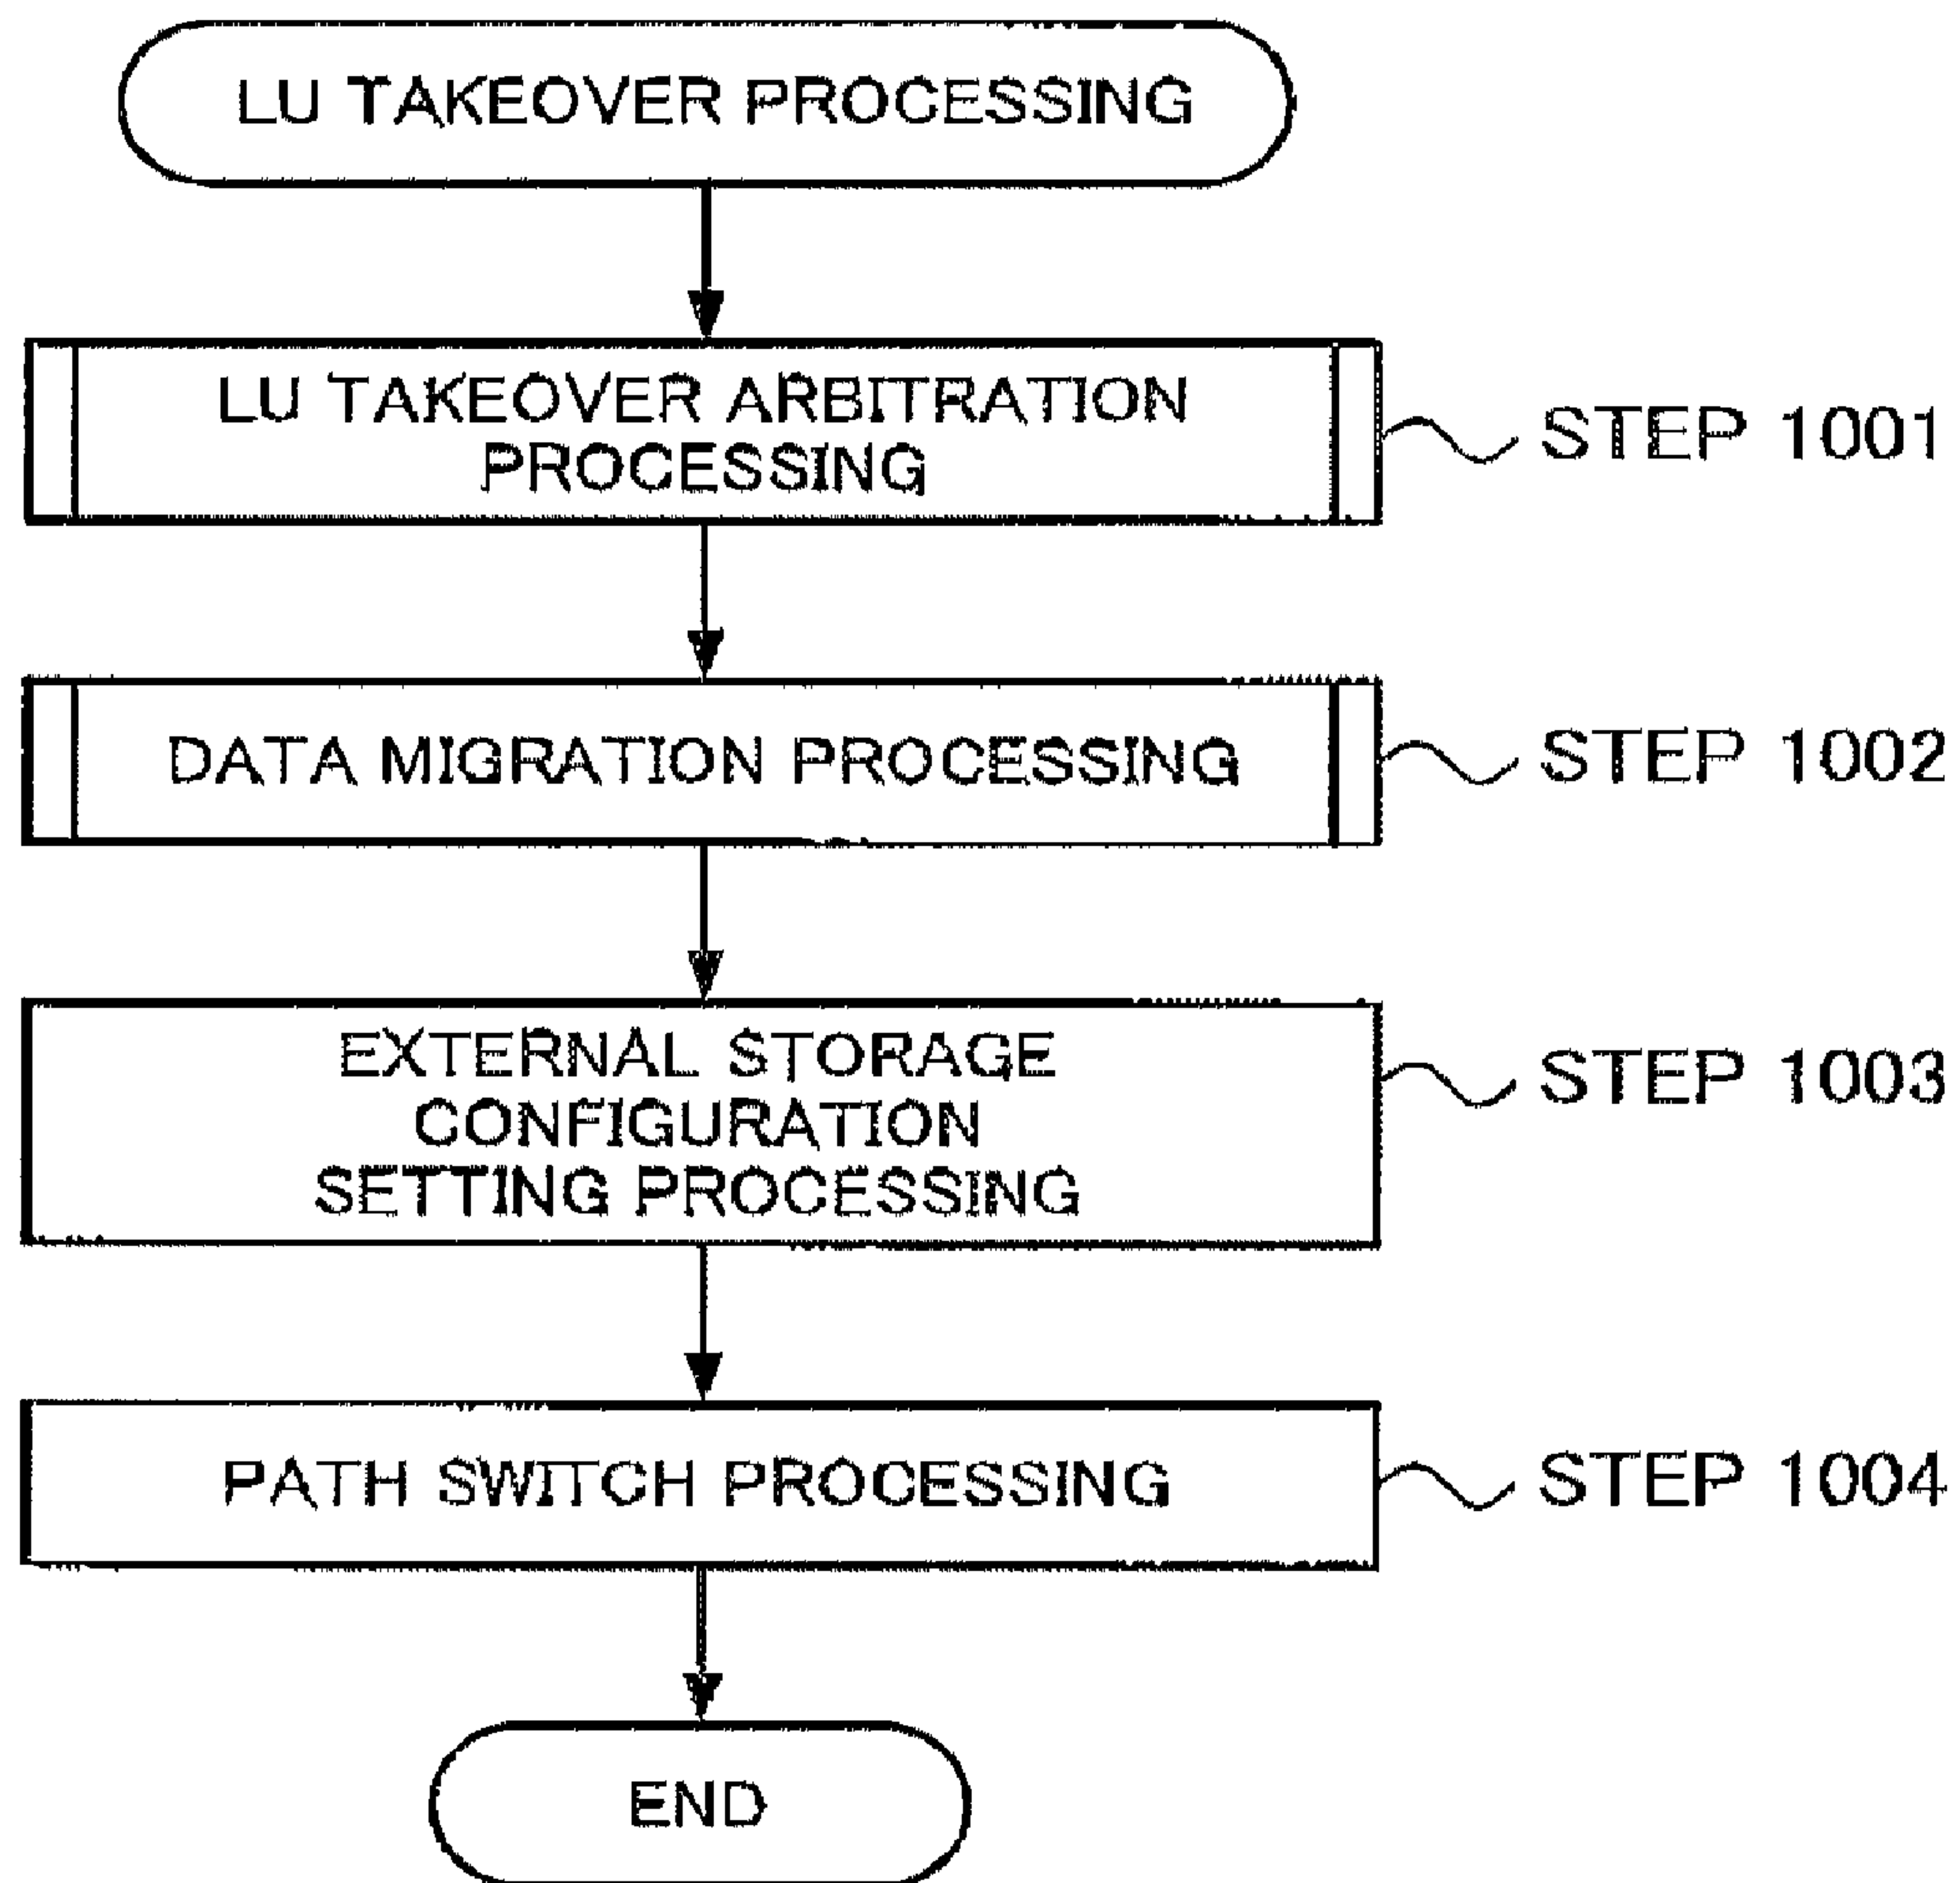 LU TAKEOVER PROCESSING
LU TAKEOVER ARBITRATION
PROCESSING
STEP 1001
DATA MIGRATION PROCESSING
STEP 1002
EXTERNAL STORAGE
CONFIGURATION
SETTING PROCESSING
STEP 1003
PATH SWITCH PROCESSING
STEP 1004
END